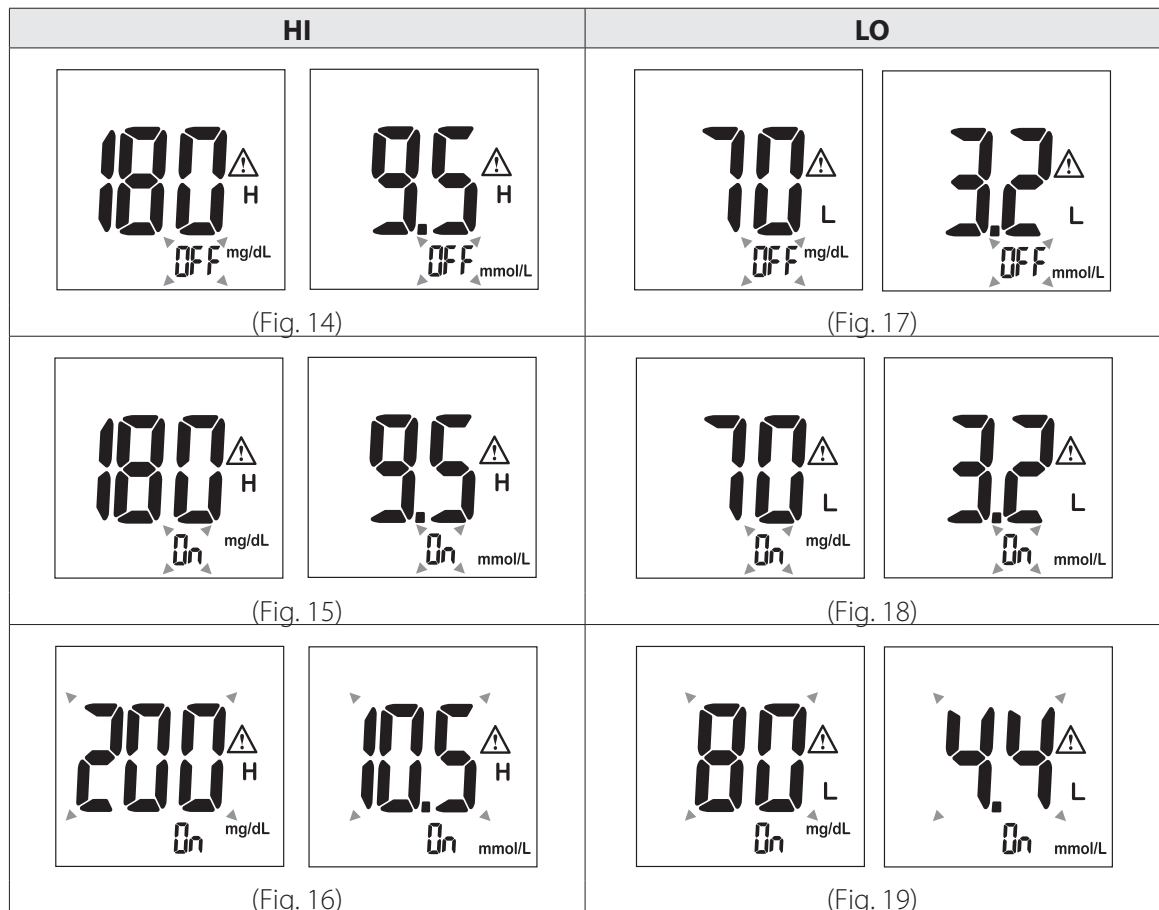 HI
LO
180 H
OFF mg/dL
9.5 H
OFF mmol/L
70 L
OFF mg/dL
3.2 L
OFF mmol/L
(Fig. 14)
(Fig. 17)
180 H
On mg/dL
9.5 H
On mmol/L
70 L
On mg/dL
3.2 L
On mmol/L
(Fig. 15)
(Fig. 18)
200 H
On mg/dL
10.5 H
On mmol/L
80 L
On mg/dL
4.4 L
On mmol/L
(Fig. 16)
(Fig. 19)